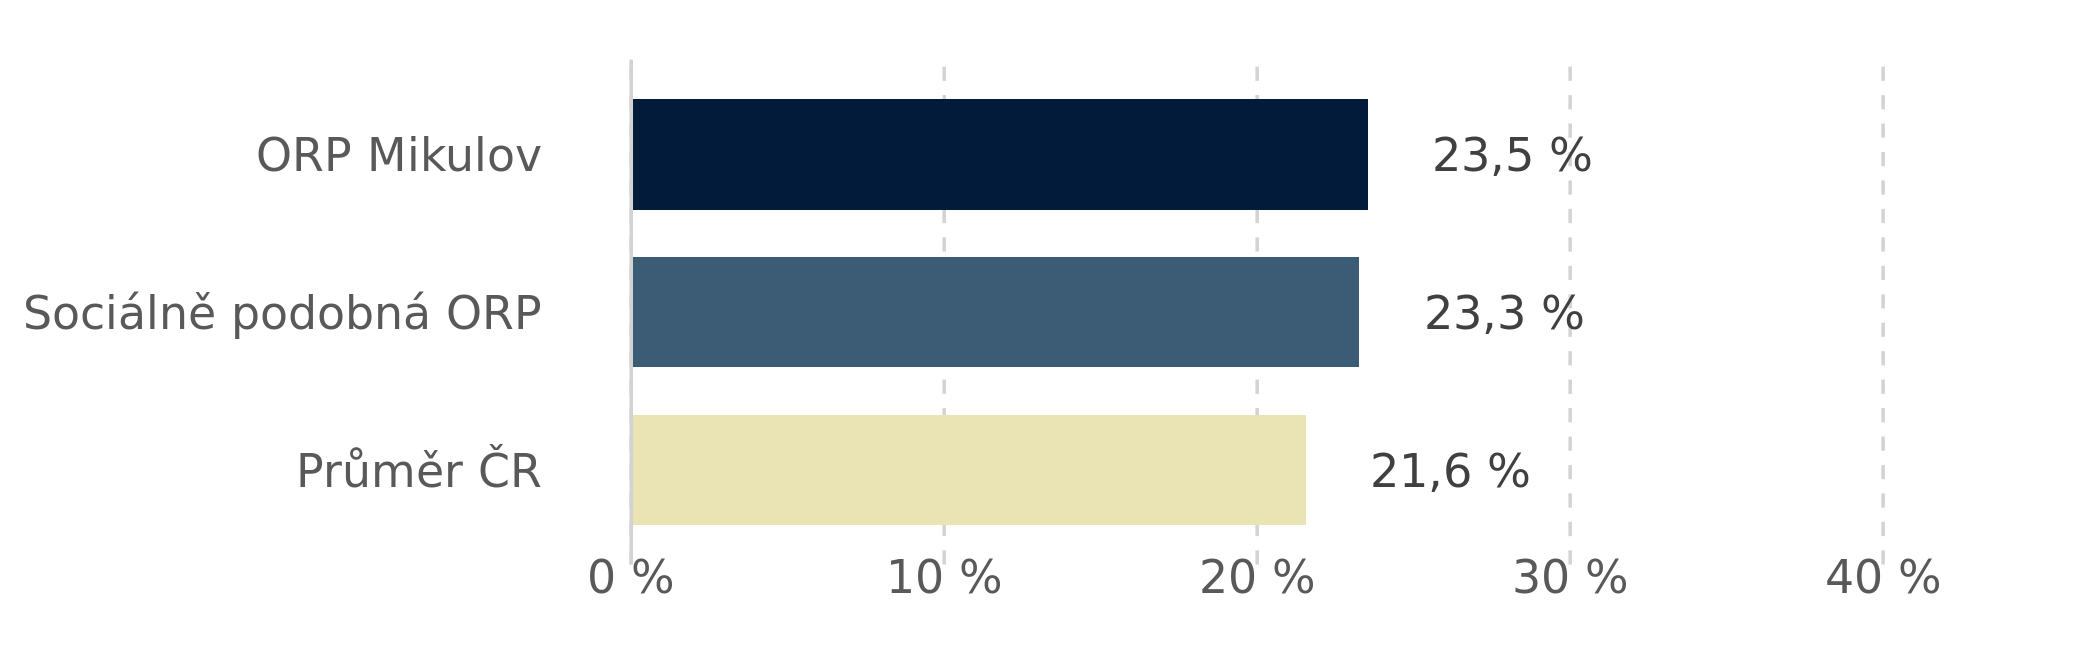 ORP Mikulov 23,5 %
Sociálně podobná ORP 23,3 %
Průměr ČR 21,6 %
0 % 10 % 20 % 30 % 40 %